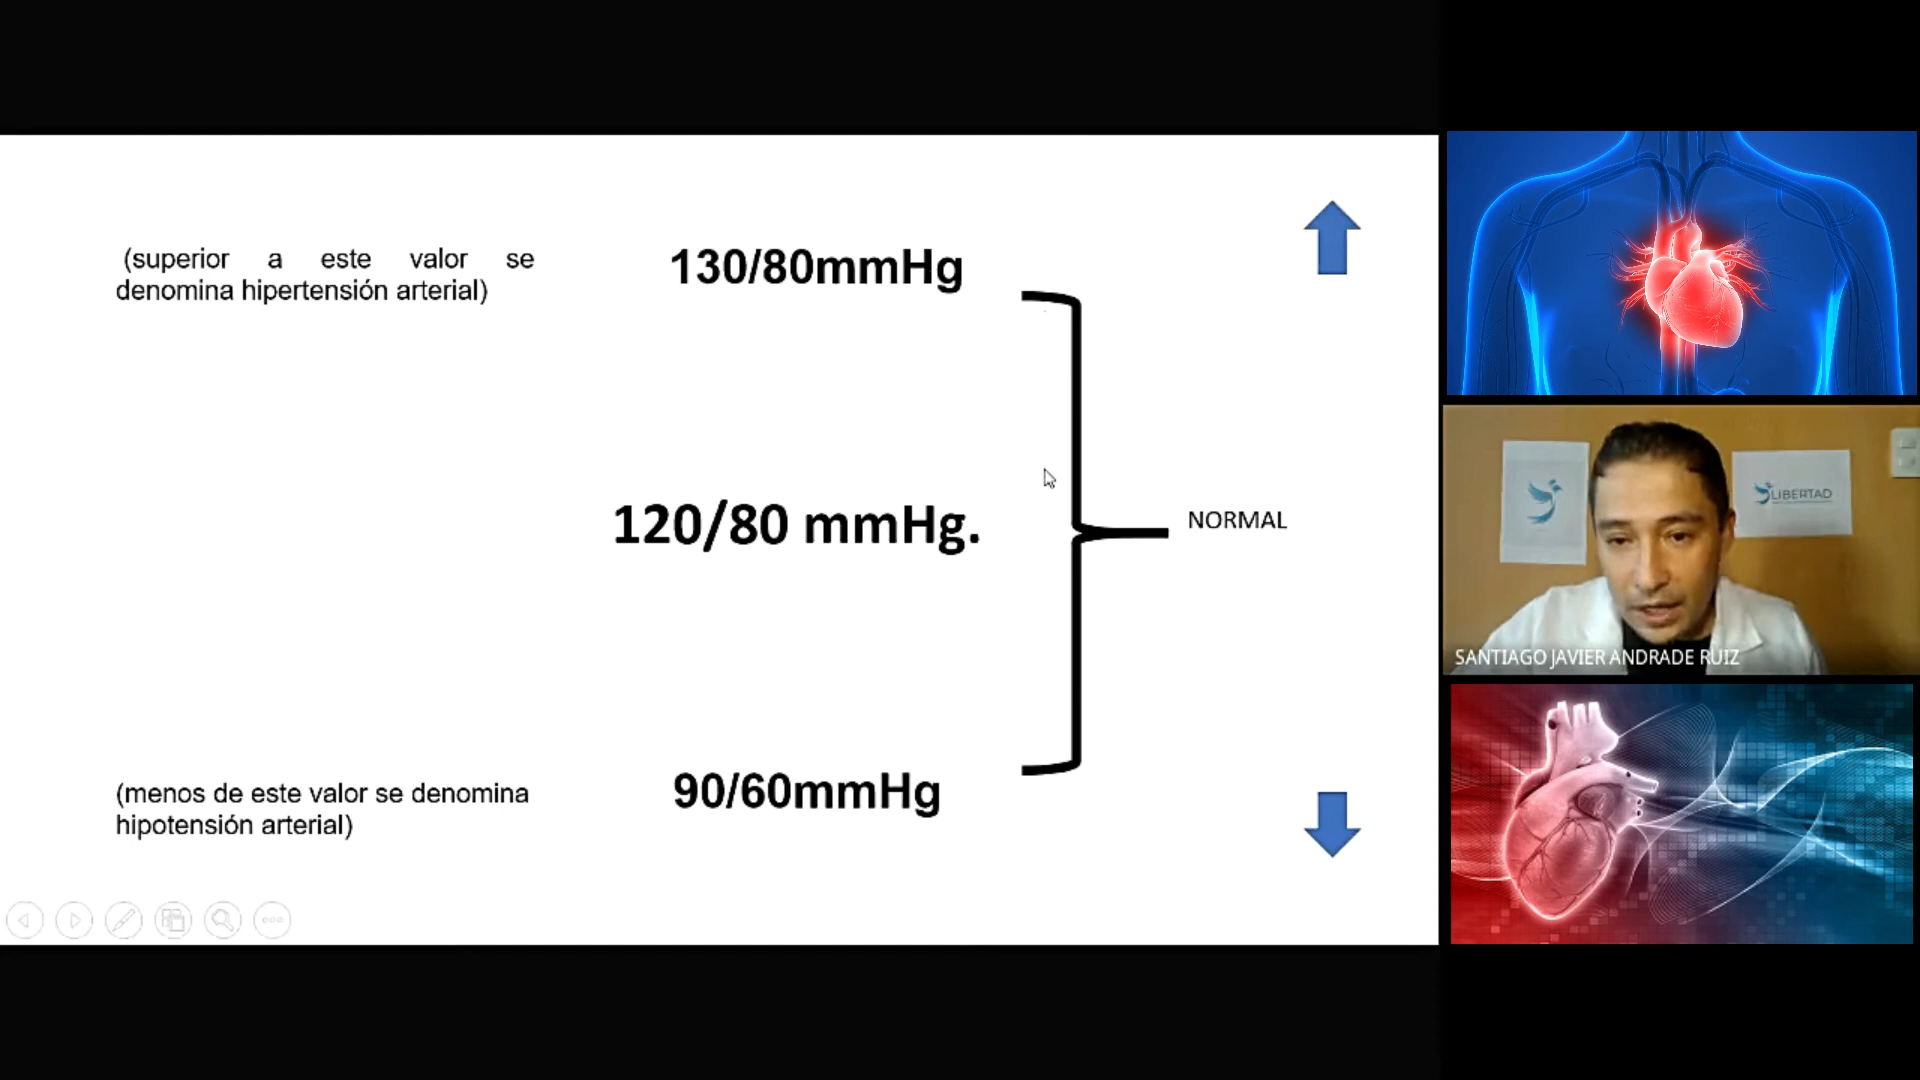 (superior a este valor se
denomina hipertensión arterial)
130/80mmHg
120/80 mmHg.
NORMAL
(menos de este valor se denomina
hipotensión arterial)
90/60mmHg
LIBERTAD
SANTIAGO JAVIER ANDRADE RUIZ